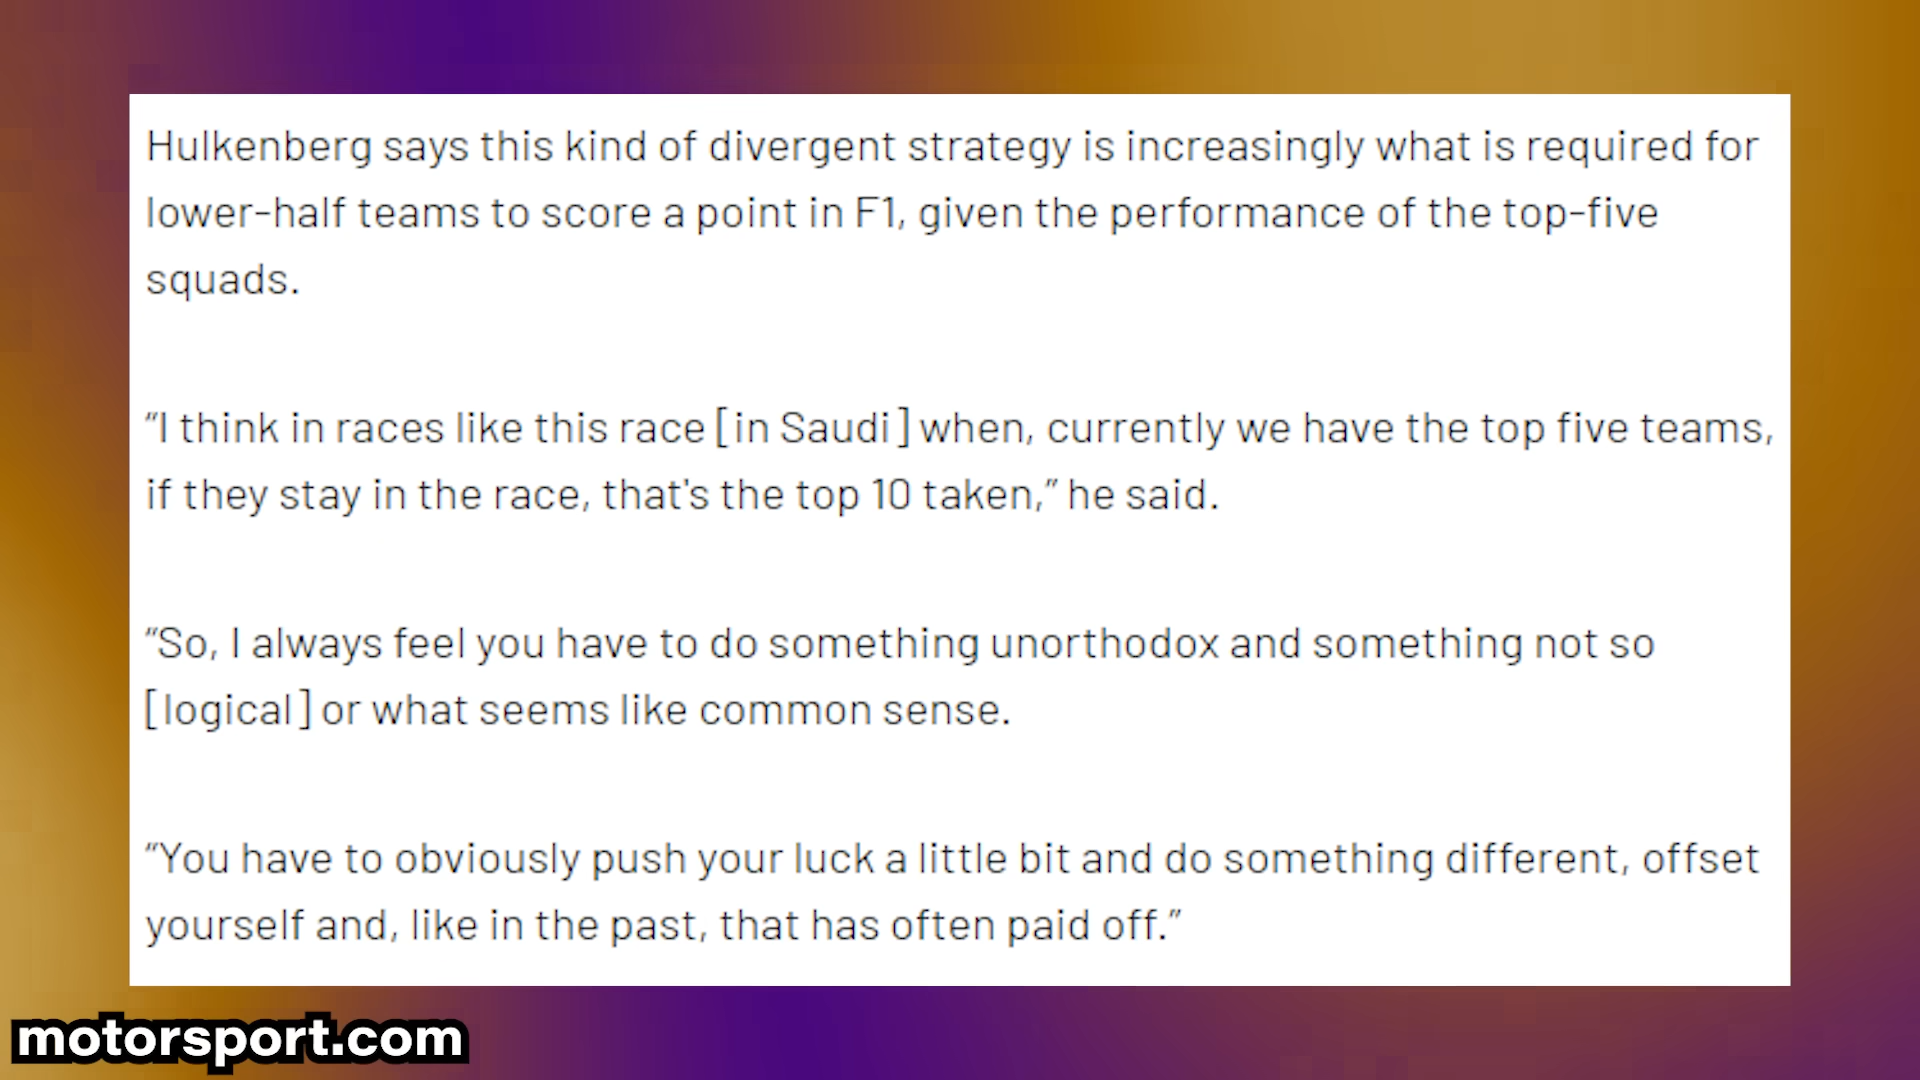 Hulkenberg says this kind of divergent strategy is increasingly what is required for
lower-half teams to score a point in F1, given the performance of the top-five
squads.
“I think in races like this race [in Saudi] when, currently we have the top five teams,
if they stay in the race, that's the top 10 taken,” he said.
“So, I always feel you have to do something unorthodox and something not so
[logical] or what seems like common sense.
“You have to obviously push your luck a little bit and do something different, offset
yourself and, like in the past, that has often paid off.”
motorsport.com